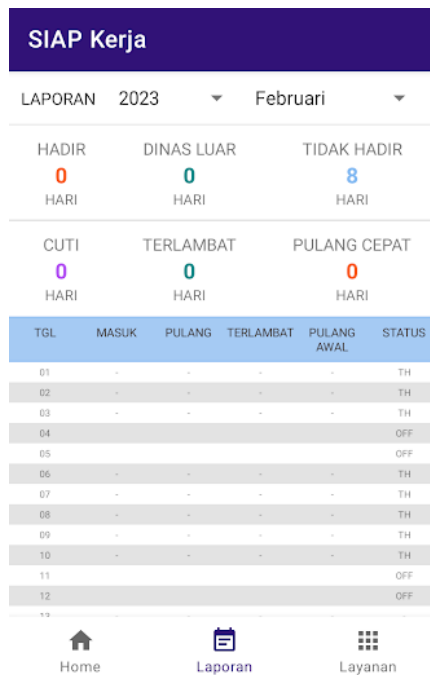 SIAP Kerja
LAPORAN 2023 Februari
HADIR DINAS LUAR TIDAK HADIR
0 0 8
HARI HARI HARI
CUTI TERLAMBAT PULANG CEPAT
0 0 0
HARI HARI HARI
TGL MASUK PULANG TERLAMBAT PULANG AWAL STATUS
01 - - - - TH
02 - - - - TH
03 - - - - TH
04 OFF
05 OFF
06 - - - - TH
07 - - - - TH
08 - - - - TH
09 - - - - TH
10 - - - - TH
11 OFF
12 OFF
Home Laporan Layanan